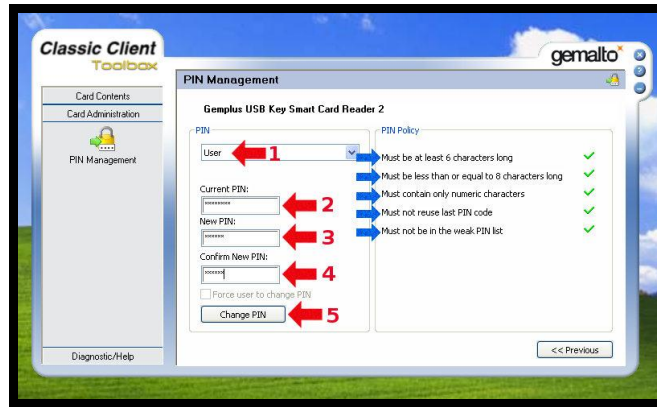 Classic Client
Toolbox
gemalto
PIN Management
Card Contents
Card Administration
PIN Management
Diagnostic/Help
Gemplus USB Key Smart Card Reader 2
PIN
User
1
Current PIN:
********
2
New PIN:
******
3
Confirm New PIN:
******
4
Force user to change PIN
Change PIN
5
PIN Policy
Must be at least 6 characters long
Must be less than or equal to 8 characters long
Must contain only numeric characters
Must not reuse last PIN code
Must not be in the weak PIN list
<< Previous